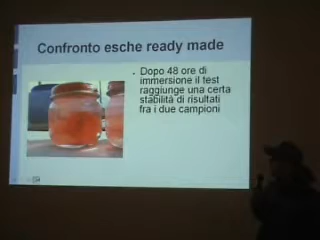 Confronto esche ready made
. Dopo 48 ore di
immersione il test
raggiunge una certa
stabilità di risultati
fra i due campioni